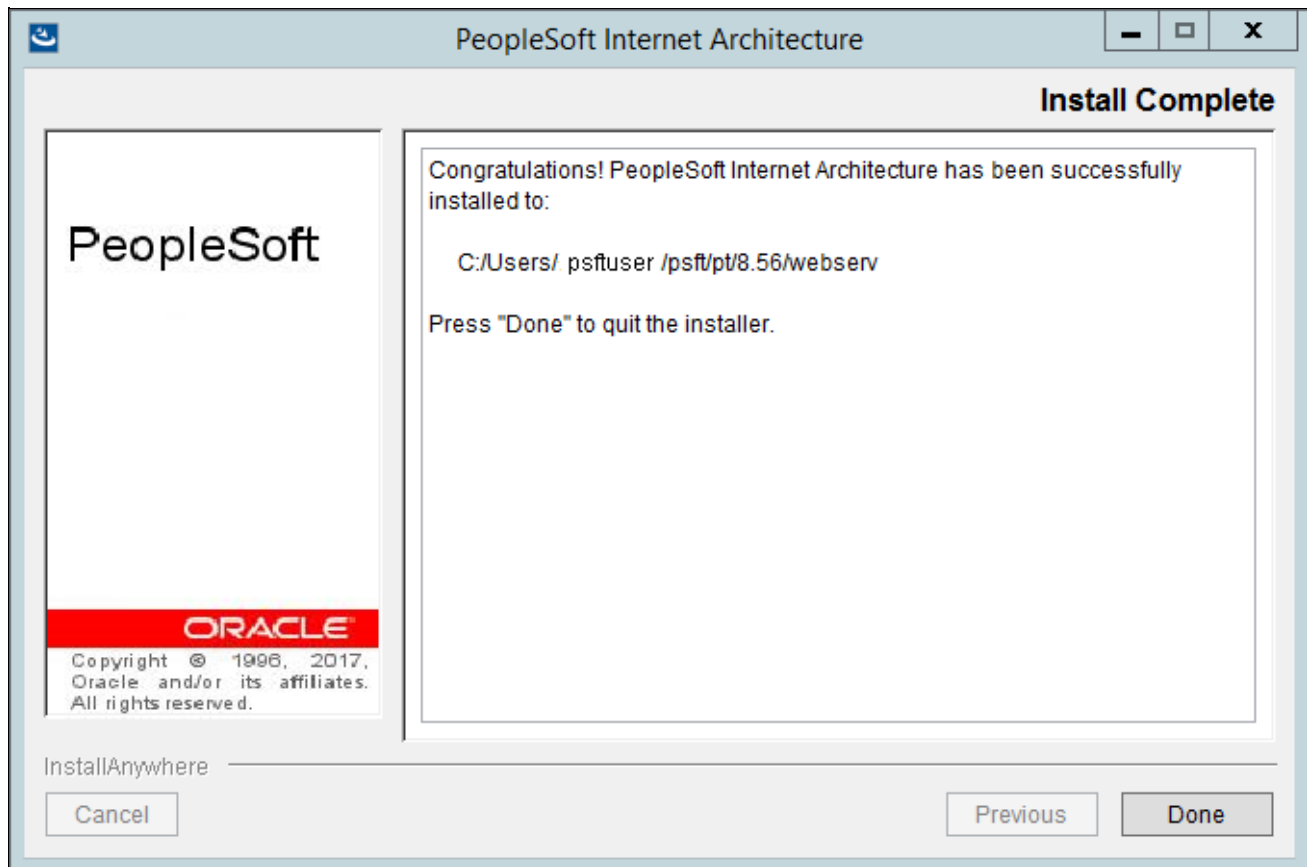 PeopleSoft Internet Architecture
Install Complete
PeopleSoft
ORACLE
Copyright © 1996, 2017,
Oracle and/or its affiliates.
All rights reserved.
Congratulations! PeopleSoft Internet Architecture has been successfully
installed to:
C:/Users/ psftuser /psft/pt/8.56/webserv
Press "Done" to quit the installer.
InstallAnywhere
Cancel
Previous
Done